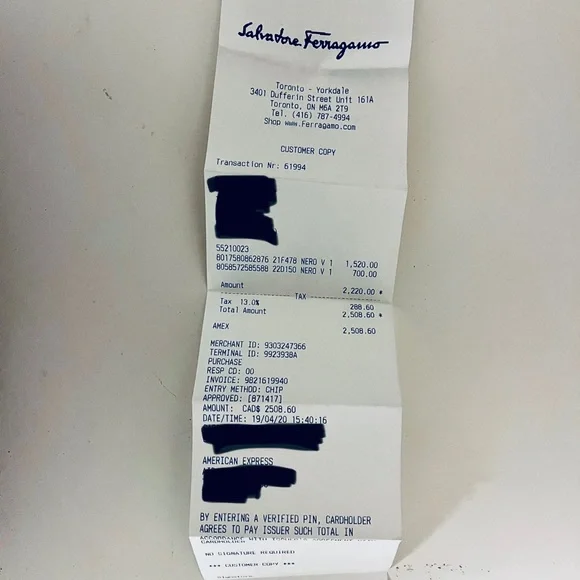 Salvatore Ferragamo
Toronto - Yorkdale
3401 Dufferin Street Unit 161A
Toronto, ON M6A 2T9
Tel. (416) 787-4994
Shop www.Ferragamo.com
CUSTOMER COPY
Transaction Nr: 61994
55210023
8017580862876 21F478 NERO V 1 1,520.00
8058572585588 22D150 NERO V 1 700.00
Amount 2,220.00 *
TAX
Tax 13.0% 288.60
Total Amount 2,508.60 *
AMEX 2,508.60
MERCHANT ID: 9303247366
TERMINAL ID: 9923938A
PURCHASE
RESP CD: 00
INVOICE: 9821619940
ENTRY METHOD: CHIP
APPROVED: [871417]
AMOUNT: CAD$ 2508.60
DATE/TIME: 19/04/20 15:40:16
AMERICAN EXPRESS
BY ENTERING A VERIFIED PIN, CARDHOLDER
AGREES TO PAY ISSUER SUCH TOTAL IN
ACCORDANCE WITH
CARDHOLDER
NO SIGNATURE REQUIRED
*** CUSTOMER COPY ***